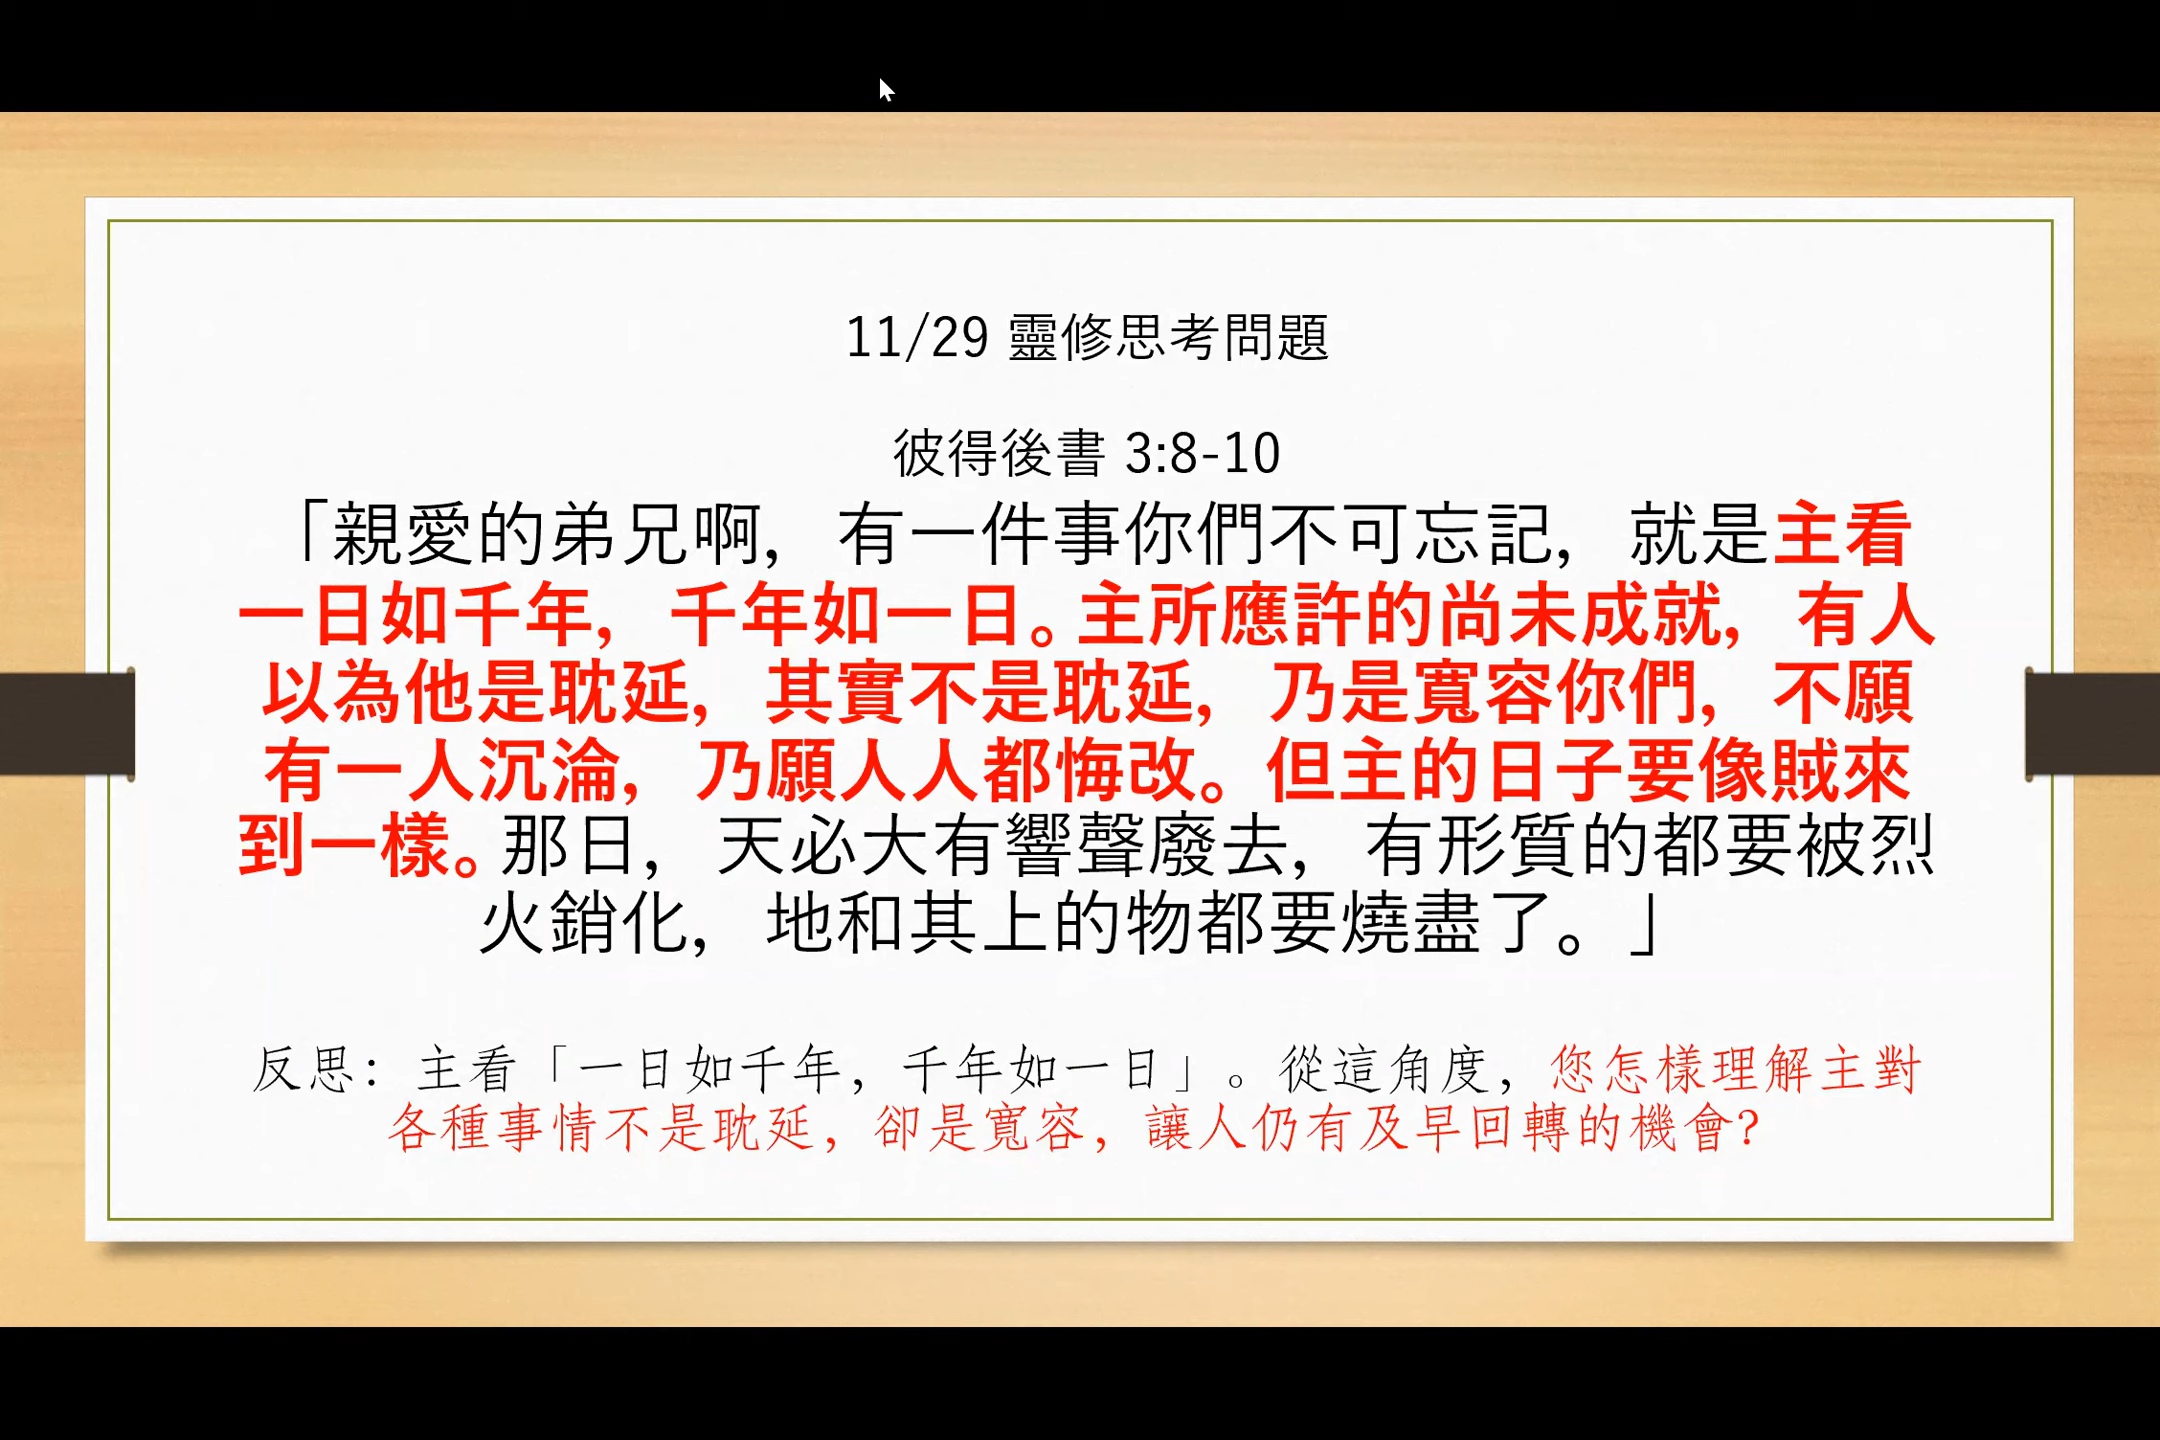 11/29 靈修思考問題
彼得後書 3:8-10
「親愛的弟兄啊, 有一件事你們不可忘記, 就是主看
一日如千年, 千年如一日。主所應許的尚未成就, 有人
以為他是耽延, 其實不是耽延, 乃是寬容你們, 不願
有一人沉淪, 乃願人人都悔改。但主的日子要像賊來
到一樣。那日, 天必大有響聲廢去, 有形質的都要被烈
火銷化, 地和其上的物都要燒盡了。」
反思: 主看「一日如千年, 千年如一日」。從這角度, 您怎樣理解主對
各種事情不是耽延, 卻是寬容, 讓人仍有及早回轉的機會?